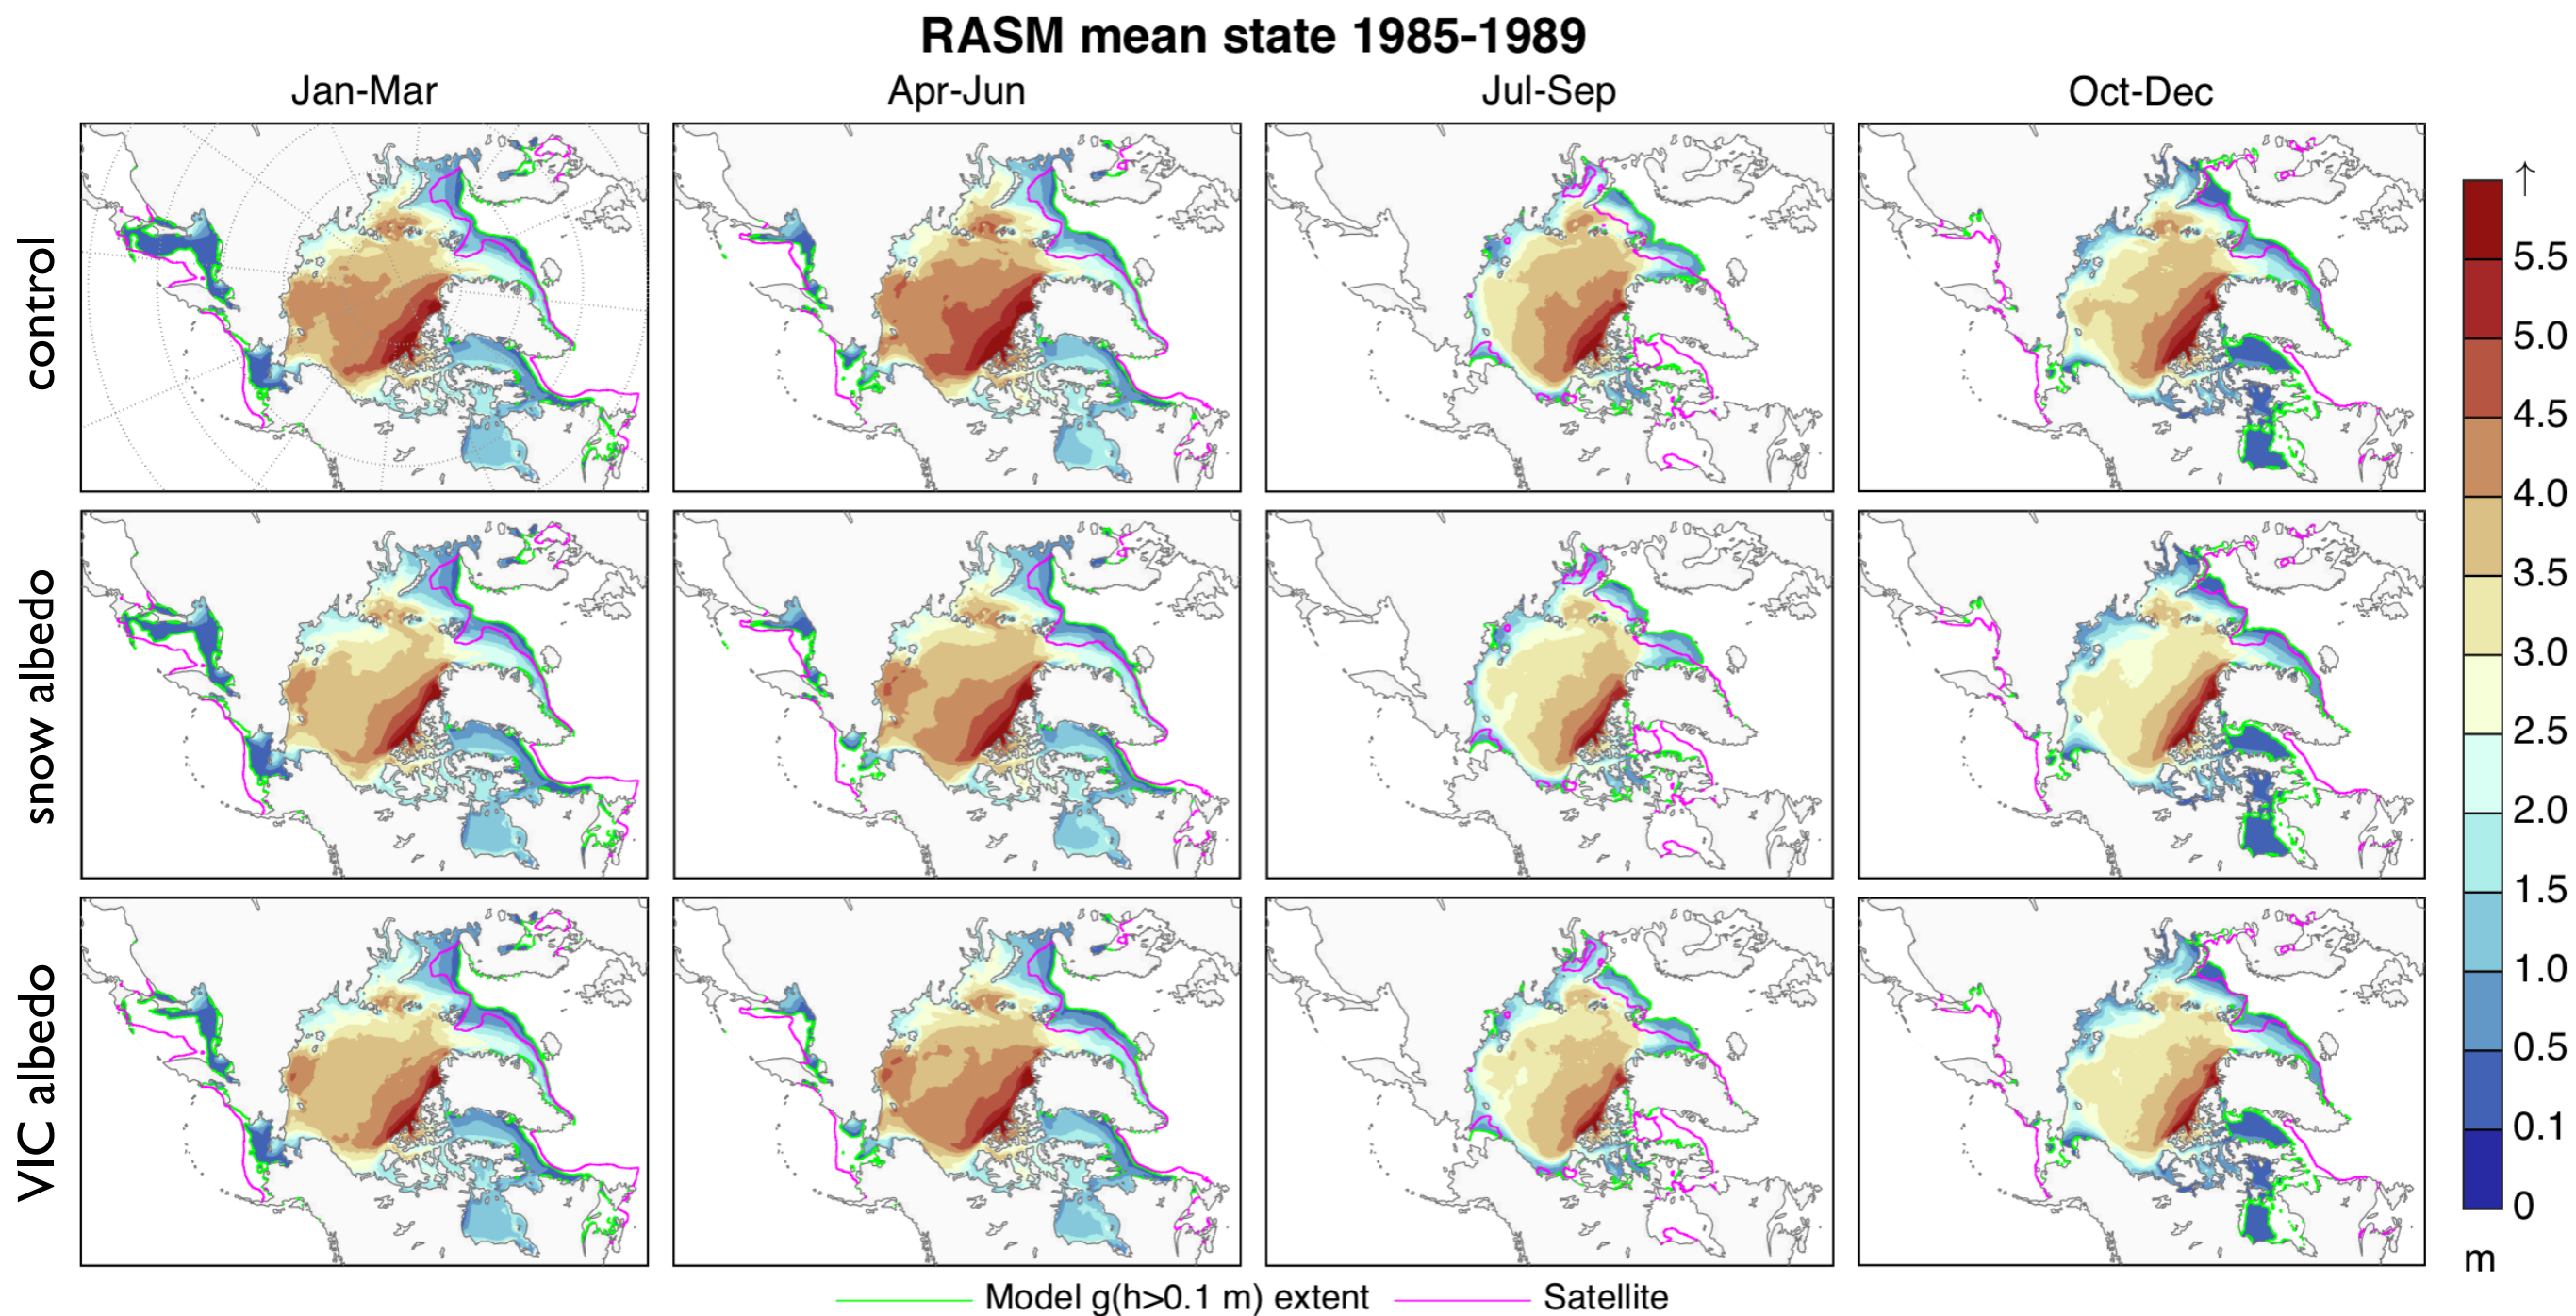 RASM mean state 1985-1989
Jan-Mar Apr-Jun Jul-Sep Oct-Dec
control
snow albedo
VIC albedo
↑
5.5
5.0
4.5
4.0
3.5
3.0
2.5
2.0
1.5
1.0
0.5
0.1
0
m
Model g(h>0.1 m) extent Satellite